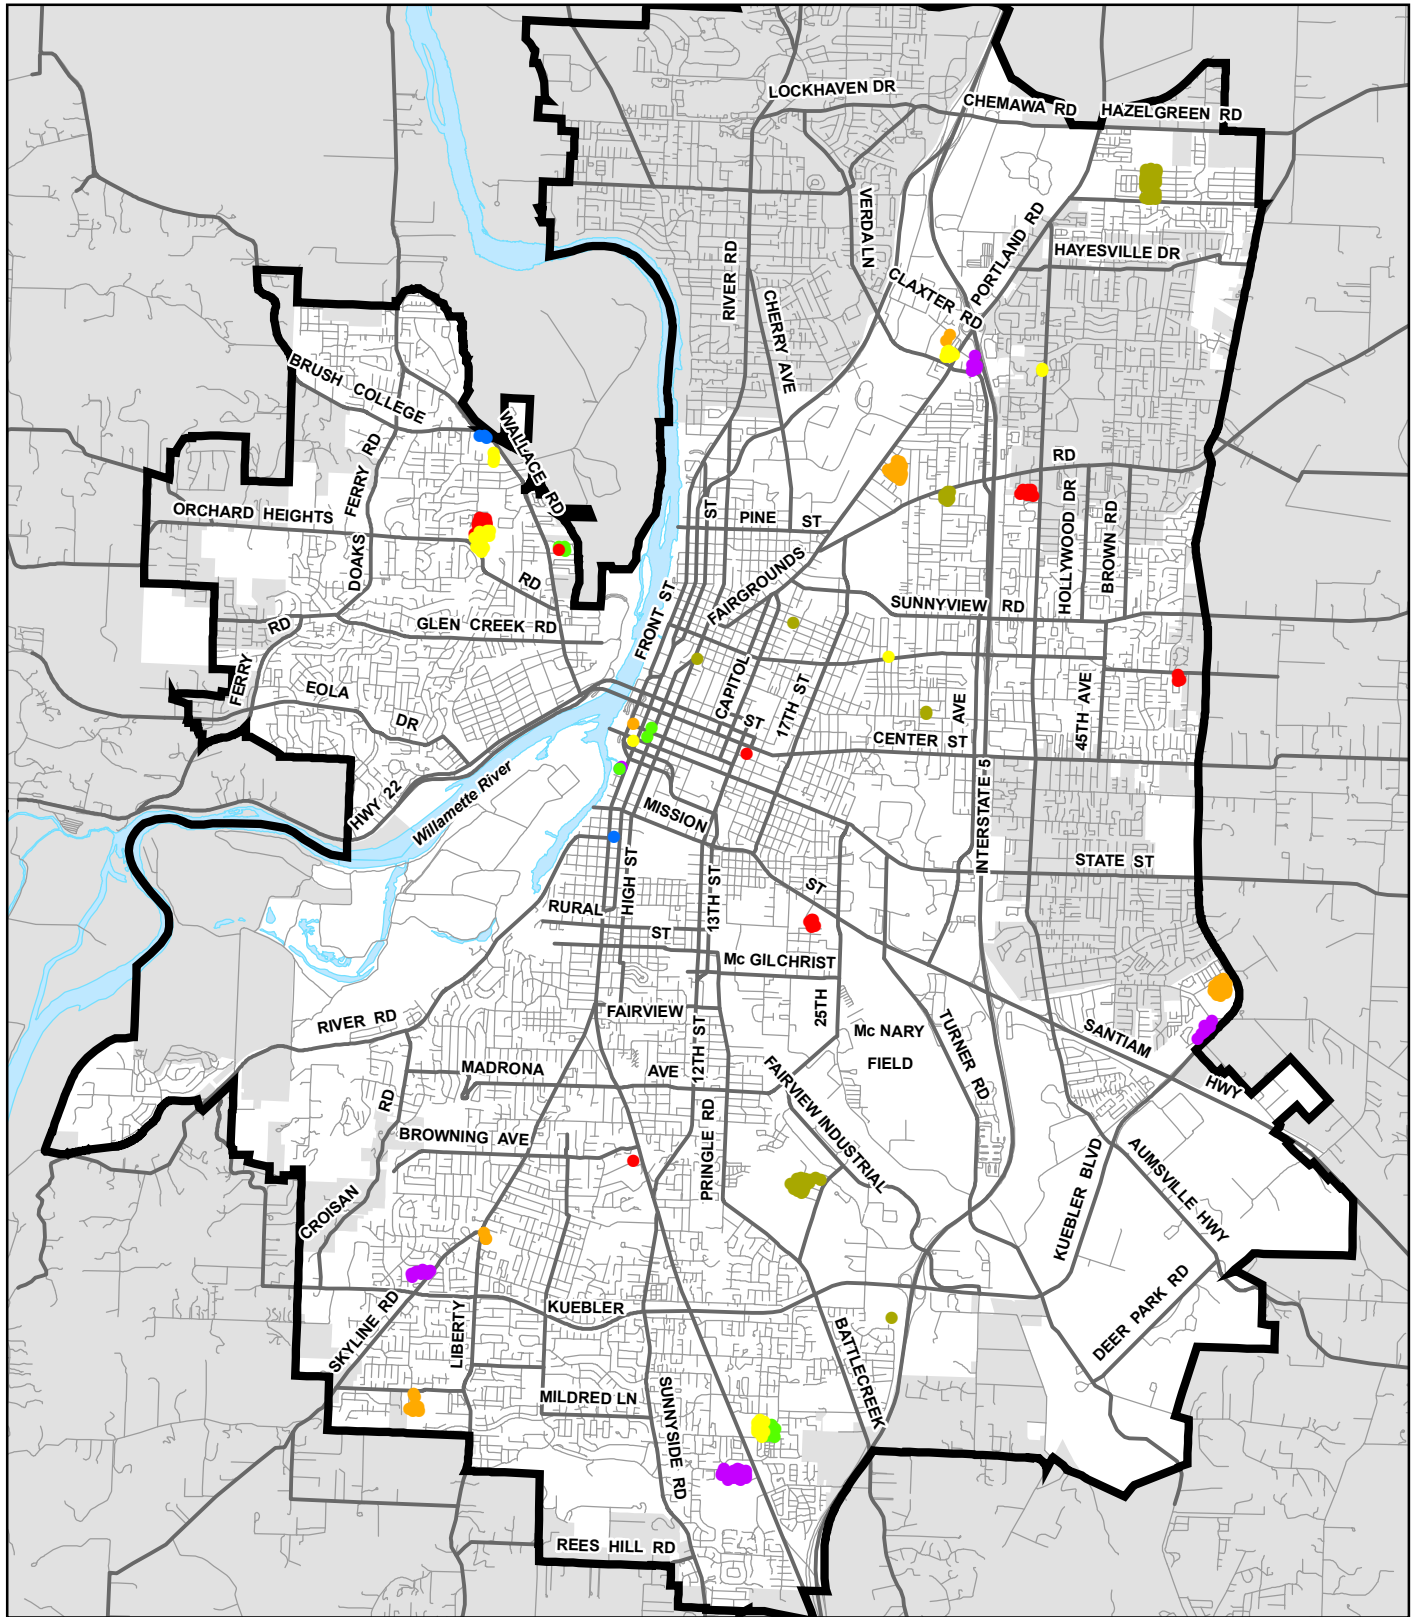 LOCKHAVEN DR
CHEMAWA RD
HAZELGREEN RD
VERDA LN
PORTLAND RD
RIVER RD
HAYESVILLE DR
CLAXTER RD
CHERRY AVE
BRUSH COLLEGE
WALLACE RD
DOAKS FERRY RD
RD
HOLLYWOOD DR
BROWN RD
ORCHARD HEIGHTS
RD
ST
PINE ST
FAIRGROUNDS
FRONT ST
SUNNYVIEW RD
GLEN CREEK RD
RD
FERRY
EOLA DR
CAPITOL
ST
17TH ST
AVE
45TH AVE
CENTER ST
INTERSTATE 5
HWY 22
Willamette River
MISSION
ST
STATE ST
HIGH ST
13TH ST
RURAL
ST
Mc GILCHRIST
RIVER RD
FAIRVIEW
25TH
Mc NARY
FIELD
TURNER RD
SANTIAM
HWY
MADRONA
AVE
12TH ST
FAIRVIEW INDUSTRIAL
RD
BROWNING AVE
PRINGLE RD
KUEBLER BLVD
AUMSVILLE HWY
CROISAN
SKYLINE RD
LIBERTY
KUEBLER
DEER PARK RD
BATTLECREEK
MILDRED LN
SUNNYSIDE RD
REES HILL RD